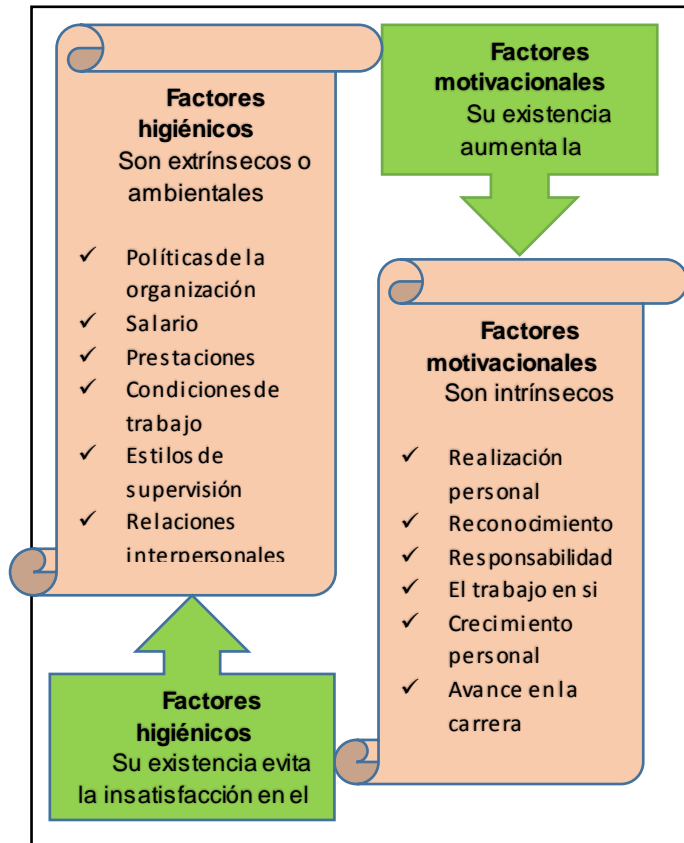 Factores
higiénicos
Son extrínsecos o
ambientales
✓ Políticas de la
organización
✓ Salario
✓ Prestaciones
✓ Condiciones de
trabajo
✓ Estilos de
supervisión
✓ Relaciones
interpersonales
Factores
motivacionales
Su existencia
aumenta la
Factores
motivacionales
Son intrínsecos
✓ Realización
personal
✓ Reconocimiento
✓ Responsabilidad
✓ El trabajo en si
✓ Crecimiento
personal
✓ Avance en la
carrera
Factores
higiénicos
Su existencia evita
la insatisfacción en el